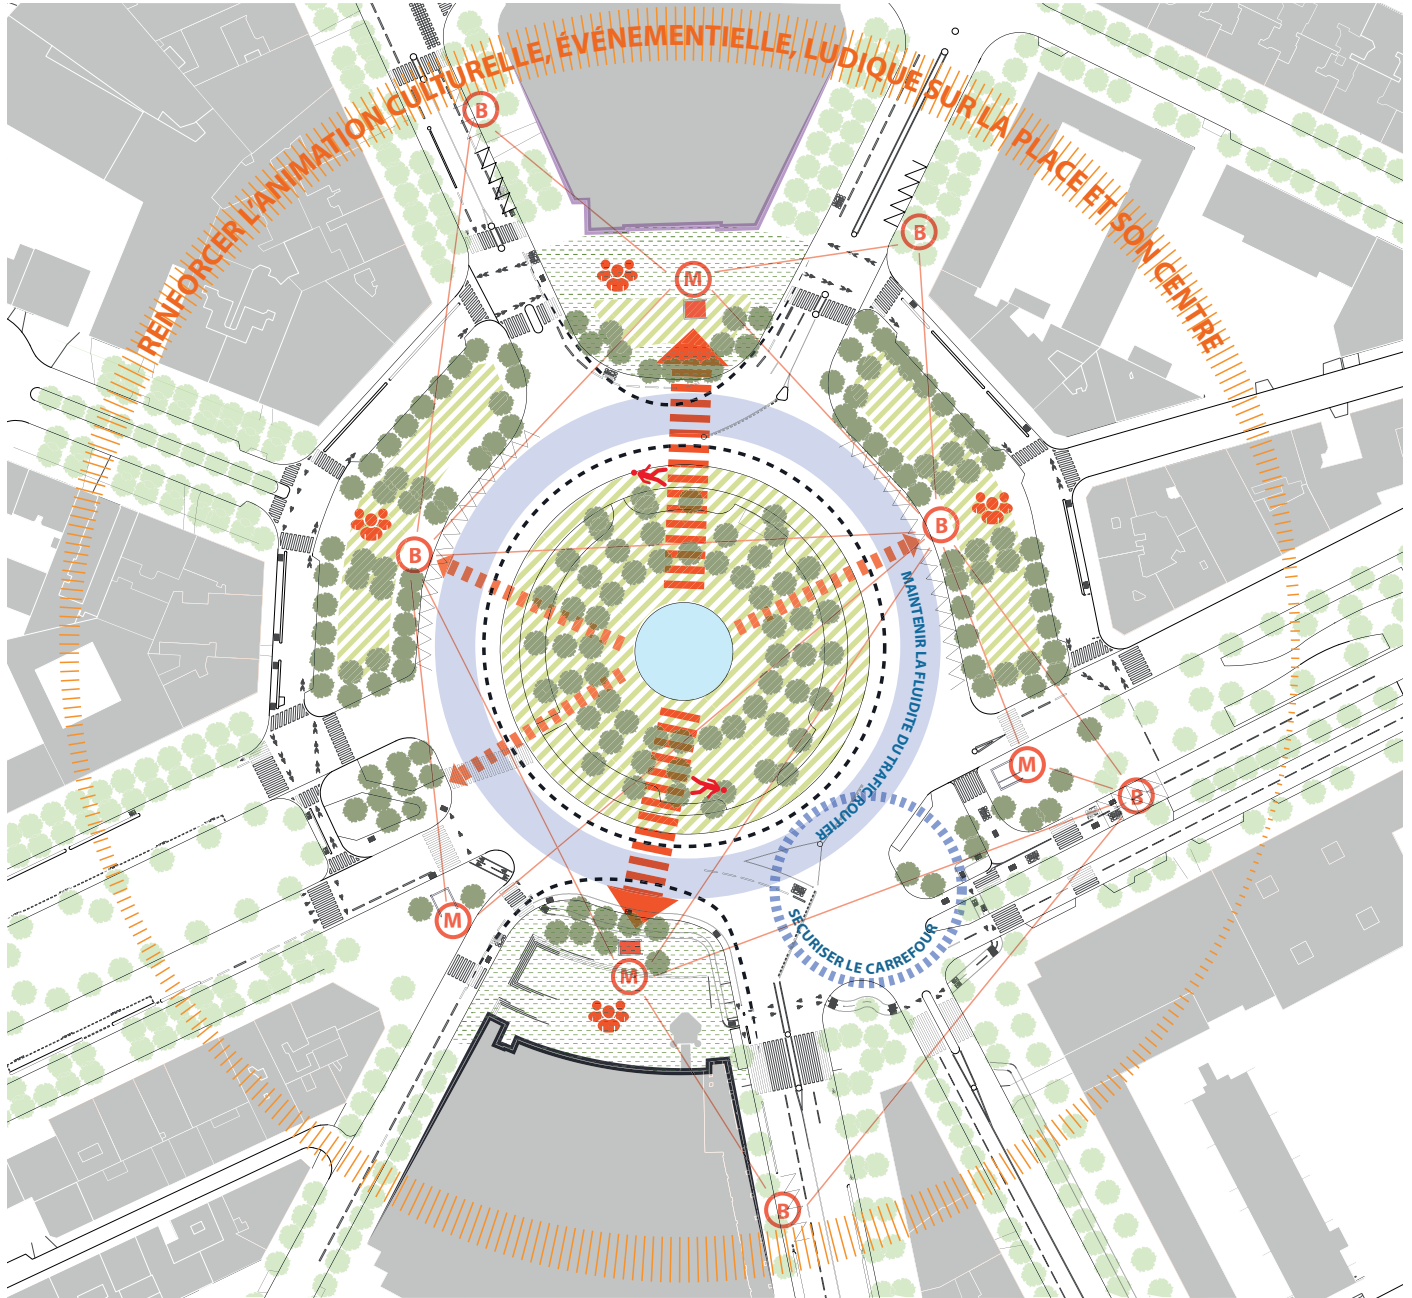 RENFORCER L'ANIMATION CULTURELLE, ÉVÉNEMENTIELLE, LUDIQUE SUR LA PLACE ET SON CENTRE
B
B
M
B
B
MAINTENIR LA FLUIDITE DU TRAFIC ROUTIER
M
B
M
SÉCURISER LE CARREFOUR
M
B